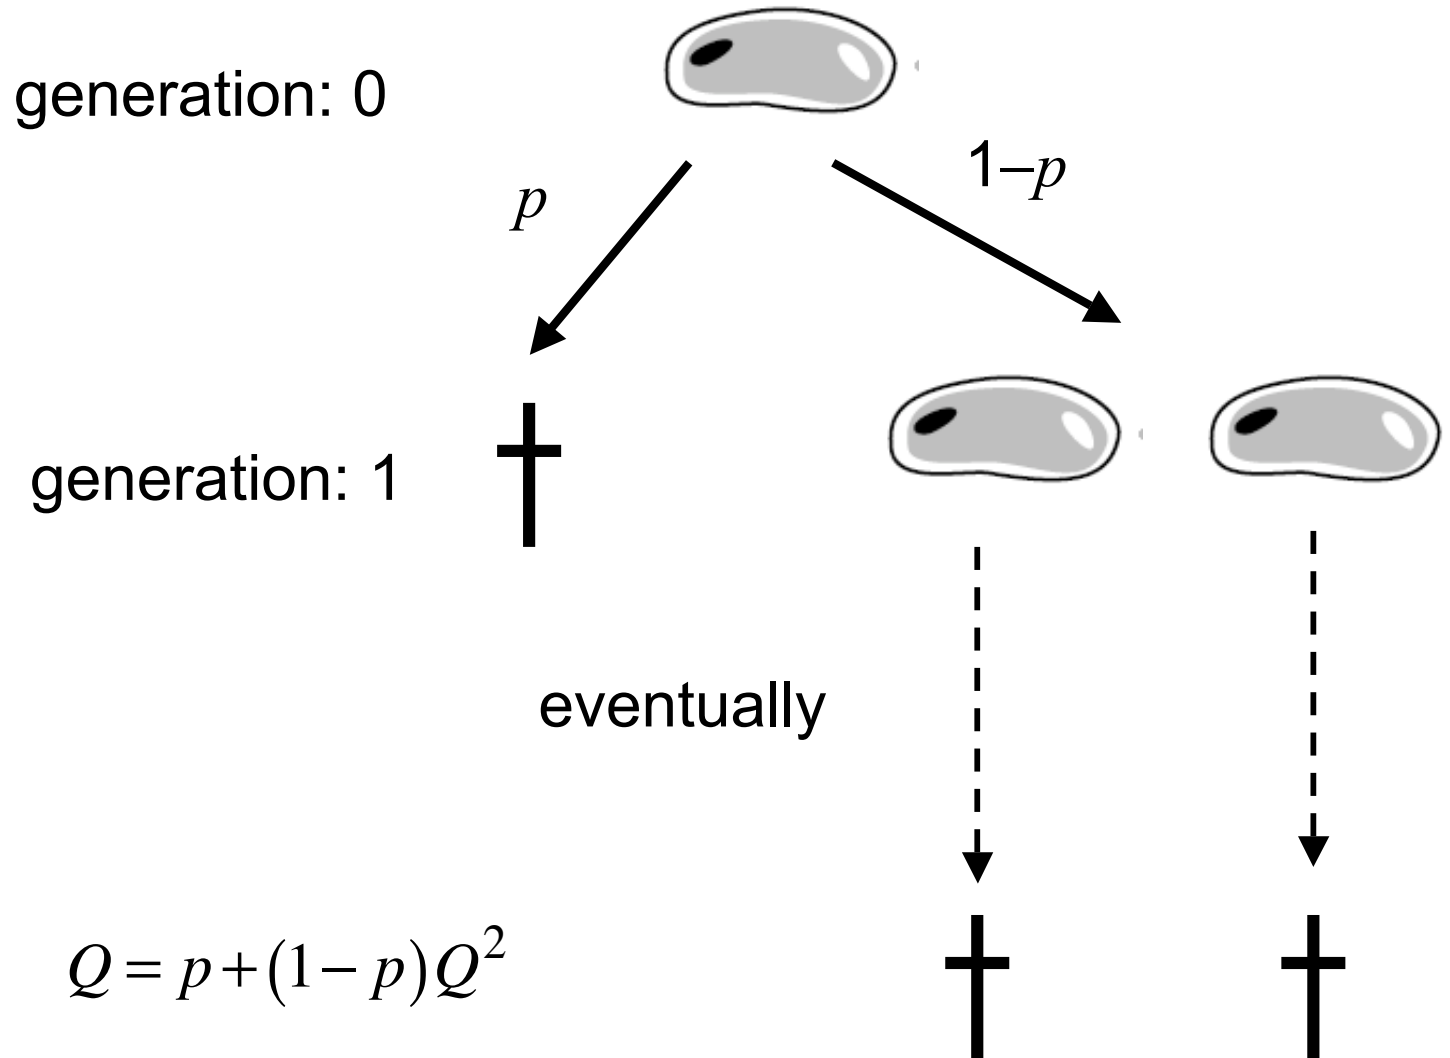 generation: 0
p
1–p
generation: 1
eventually
Q = p + (1 – p)Q²